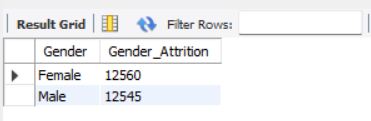 Result Grid Filter Rows:
Gender Gender_Attrition
Female 12560
Male 12545